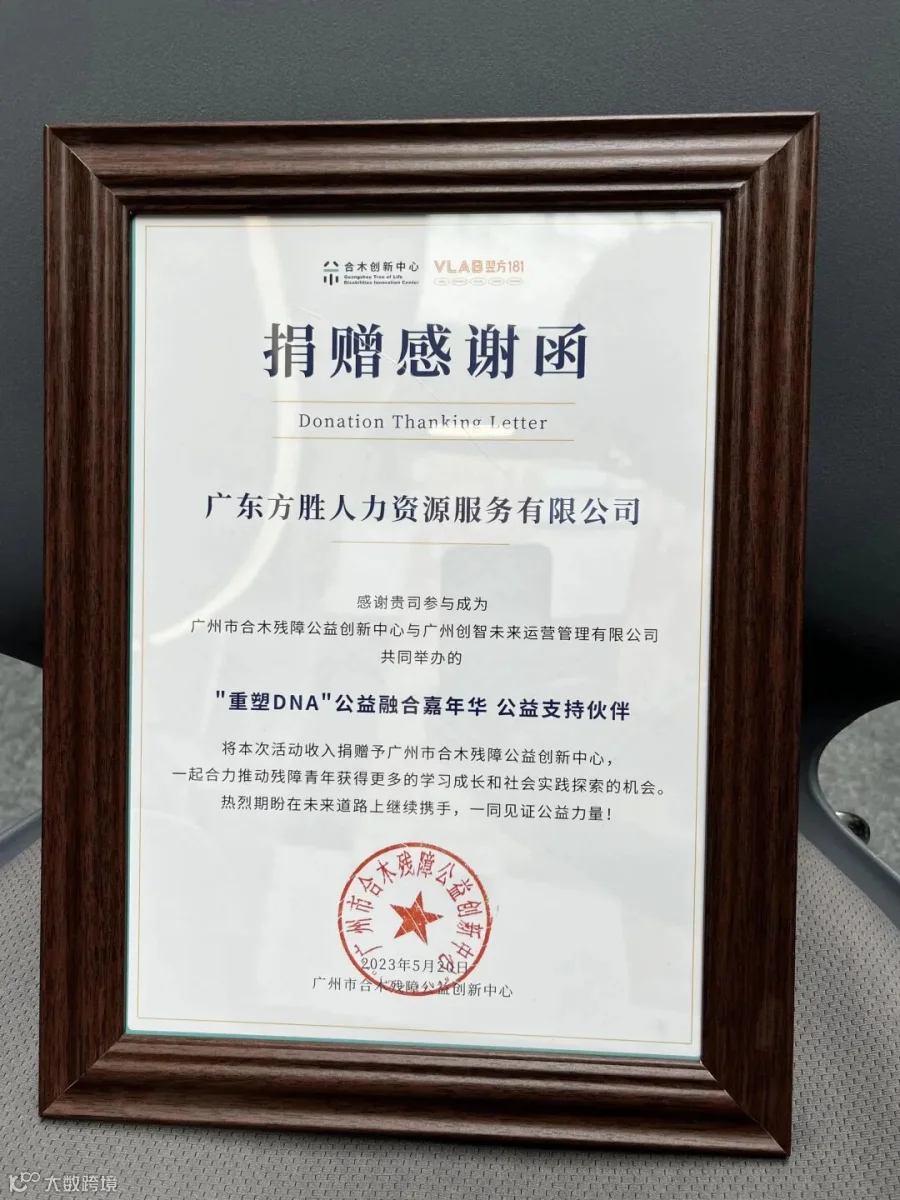 合木创新中心
Guangzhou Tree of Life
Disabilities Innovation Center
VLAB翌方181
捐赠感谢函
Donation Thanking Letter
广东方胜人力资源服务有限公司
感谢贵司参与成为
广州市合木残障公益创新中心与广州创智未来运营管理有限公司
共同举办的
"重塑DNA"公益融合嘉年华 公益支持伙伴
将本次活动收入捐赠予广州市合木残障公益创新中心，
一起合力推动残障青年获得更多的学习成长和社会实践探索的机会。
热烈期盼在未来道路上继续携手，一同见证公益力量！
广州市合木残障公益创新中心
2023年5月20日
广州市合木残障公益创新中心
大数跨境